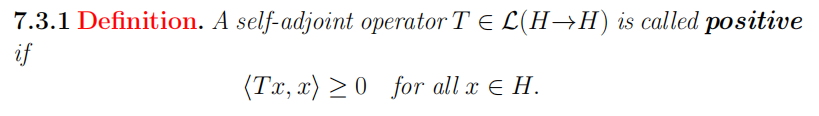 7.3.1 Definition. A self-adjoint operator T ∈ ℒ(H→H) is called positive
if
⟨Tx, x⟩ ≥ 0 for all x ∈ H.